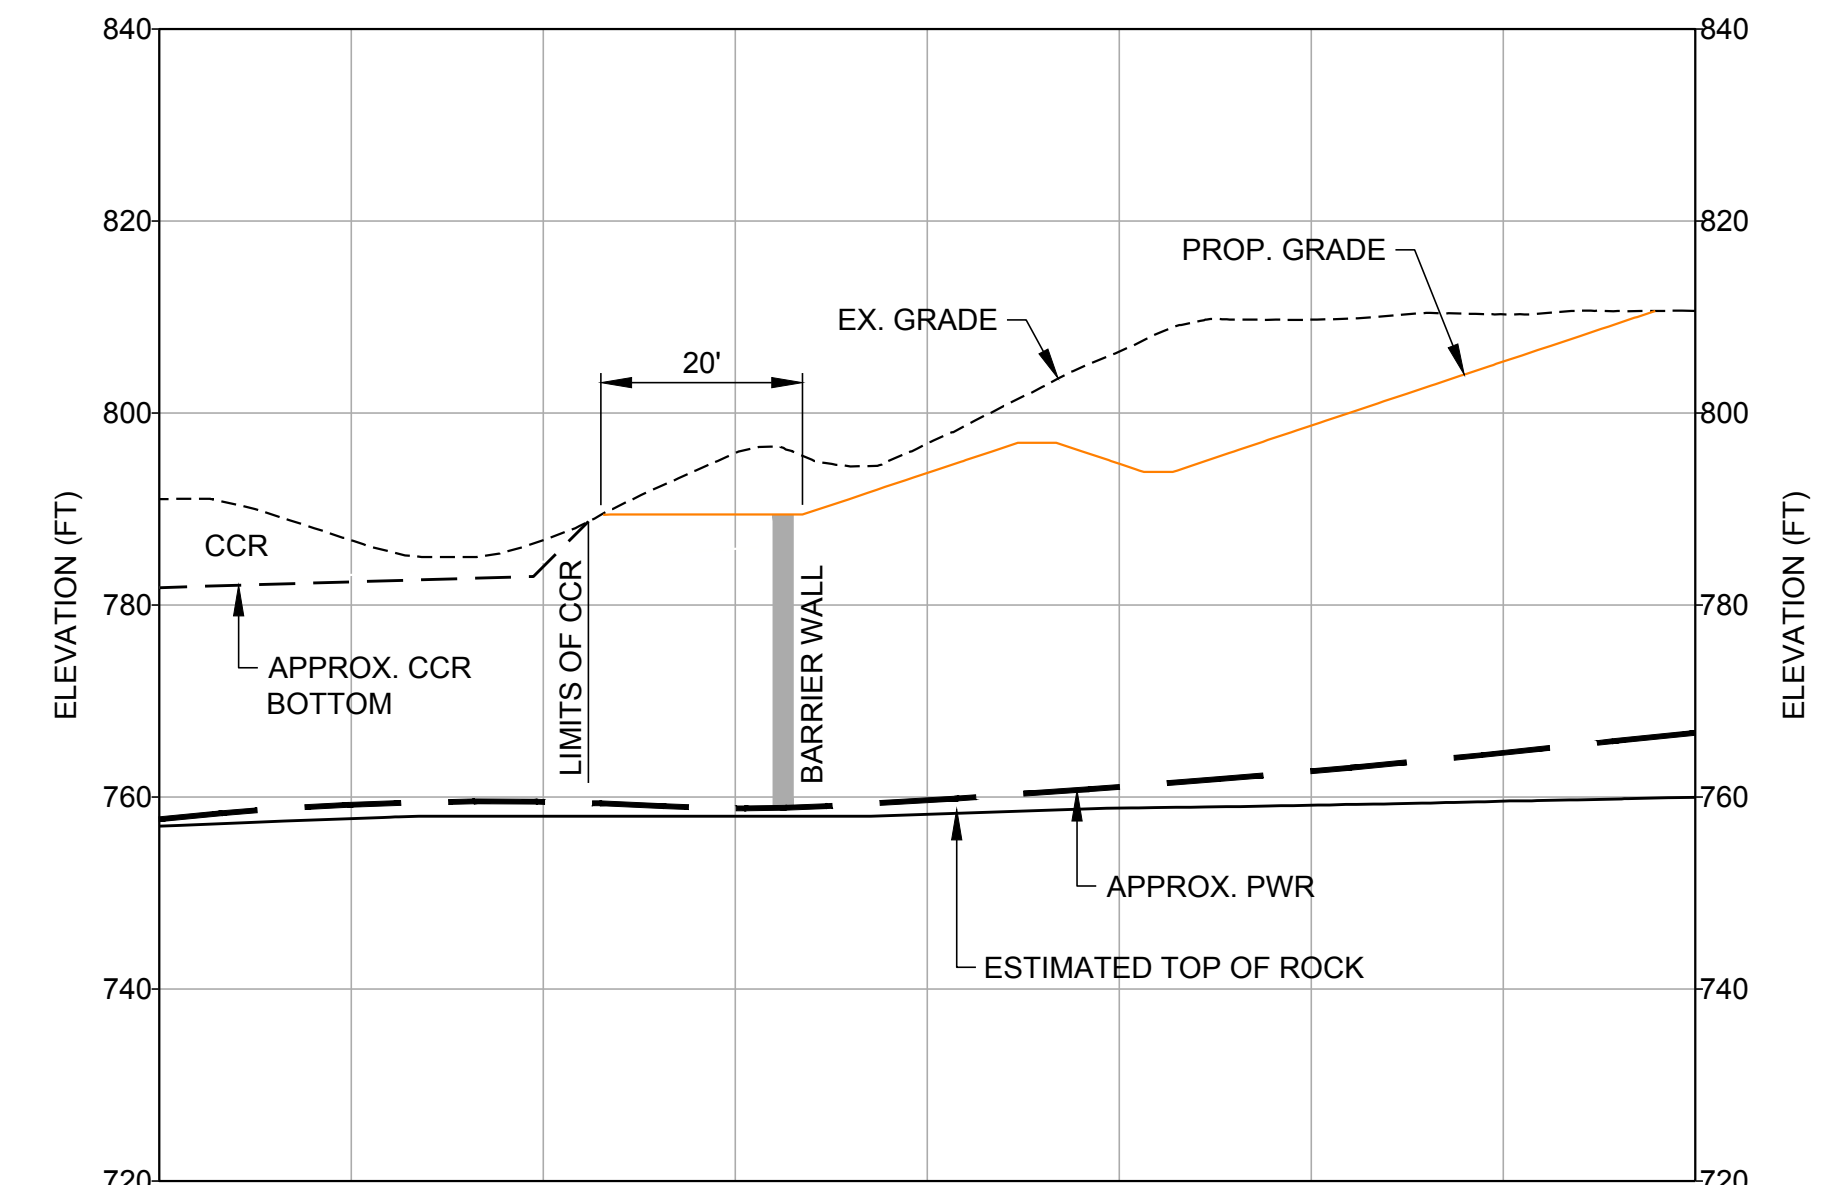 840
840
820
820
PROP. GRADE
EX. GRADE
20'
800
800
ELEVATION (FT)
ELEVATION (FT)
CCR
780
780
LIMITS OF CCR
BARRIER WALL
APPROX. CCR
BOTTOM
760
760
APPROX. PWR
ESTIMATED TOP OF ROCK
740
740
720
720